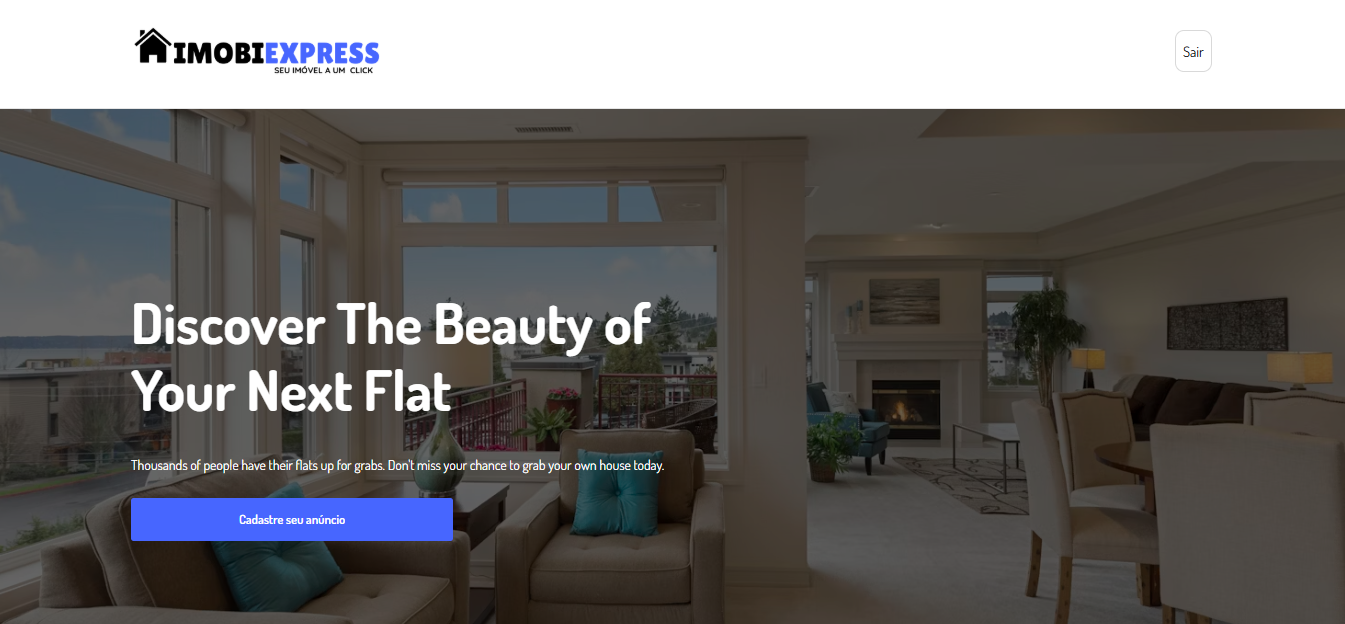 IMOBIEXPRESS
SEU IMÓVEL A UM CLICK
Sair
Discover The Beauty of
Your Next Flat
Thousands of people have their flats up for grabs. Don't miss your chance to grab your own house today.
Cadastre seu anúncio